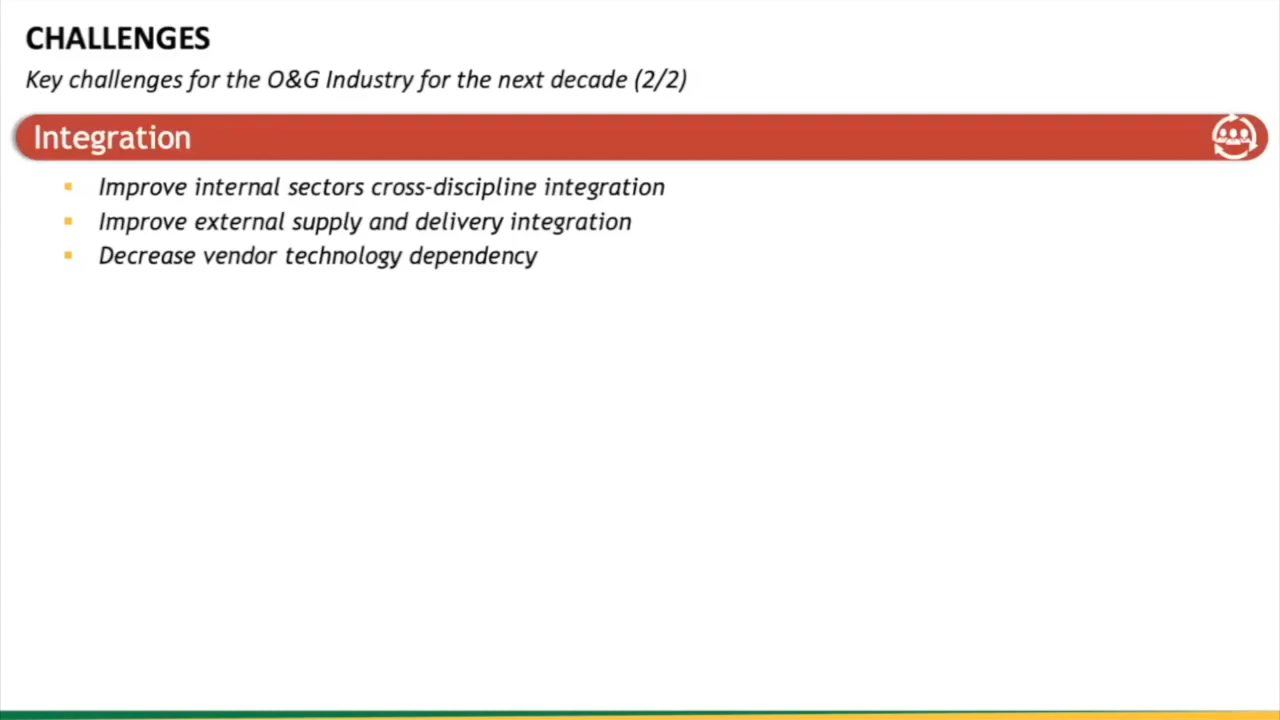 CHALLENGES
Key challenges for the O&G Industry for the next decade (2/2)
Integration
▪ Improve internal sectors cross-discipline integration
▪ Improve external supply and delivery integration
▪ Decrease vendor technology dependency